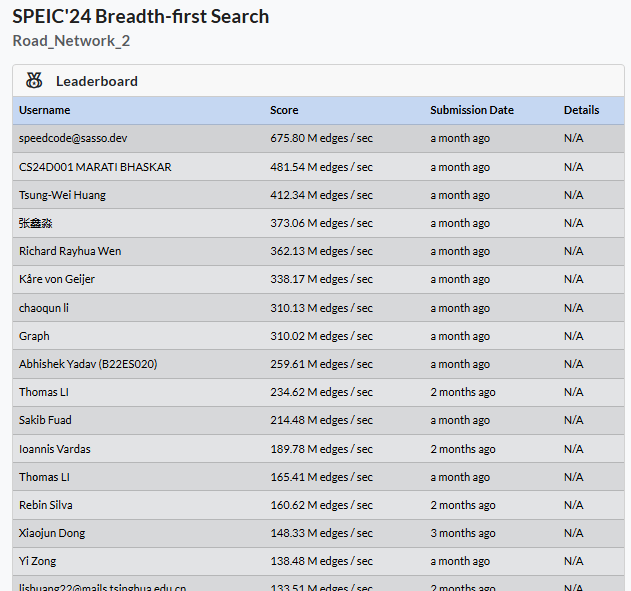 SPEIC'24 Breadth-first Search
Road_Network_2
Leaderboard
Username Score Submission Date Details
speedcode@sasso.dev 675.80 M edges / sec a month ago N/A
CS24D001 MARATI BHASKAR 481.54 M edges / sec a month ago N/A
Tsung-Wei Huang 412.34 M edges / sec a month ago N/A
张鑫淼 373.06 M edges / sec a month ago N/A
Richard Rayhua Wen 362.13 M edges / sec a month ago N/A
Kåre von Geijer 338.17 M edges / sec a month ago N/A
chaoqun li 310.13 M edges / sec a month ago N/A
Graph 310.02 M edges / sec a month ago N/A
Abhishek Yadav (B22ES020) 259.61 M edges / sec a month ago N/A
Thomas LI 234.62 M edges / sec 2 months ago N/A
Sakib Fuad 214.48 M edges / sec a month ago N/A
Ioannis Vardas 189.78 M edges / sec 2 months ago N/A
Thomas LI 165.41 M edges / sec a month ago N/A
Rebin Silva 160.62 M edges / sec 2 months ago N/A
Xiaojun Dong 148.33 M edges / sec 3 months ago N/A
Yi Zong 138.48 M edges / sec a month ago N/A
lishuang22@mails.tsinghua.edu.cn 133.51 M edges / sec 2 months ago N/A